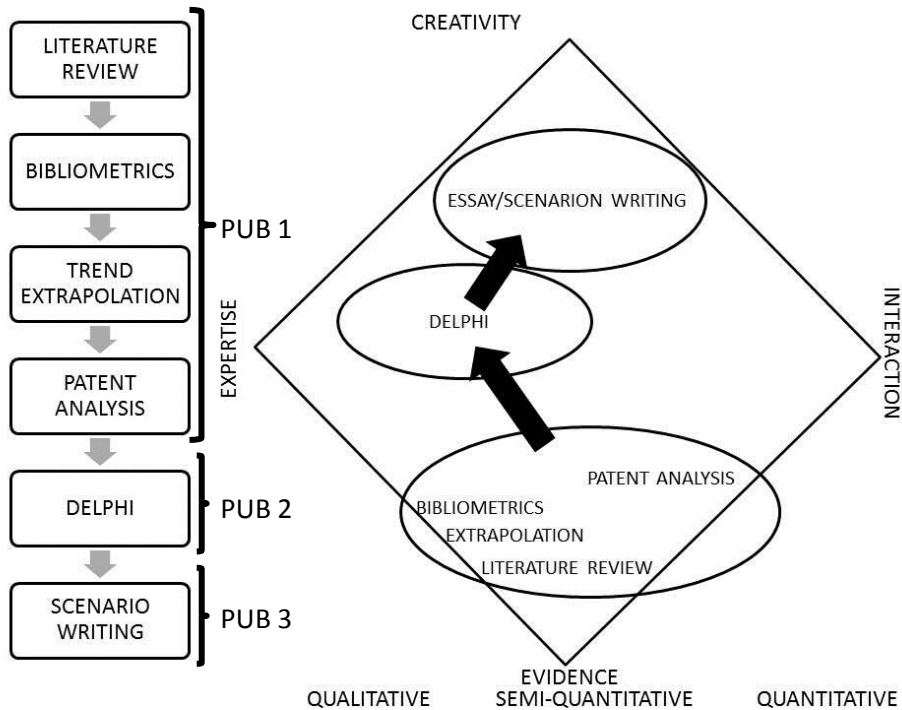 LITERATURE
REVIEW
BIBLIOMETRICS
TREND
EXTRAPOLATION
PATENT
ANALYSIS
DELPHI
SCENARIO
WRITING
PUB 1
PUB 2
PUB 3
CREATIVITY
EXPERTISE
INTERACTION
ESSAY/SCENARION WRITING
DELPHI
PATENT ANALYSIS
BIBLIOMETRICS
EXTRAPOLATION
LITERATURE REVIEW
EVIDENCE
QUALITATIVE SEMI-QUANTITATIVE QUANTITATIVE